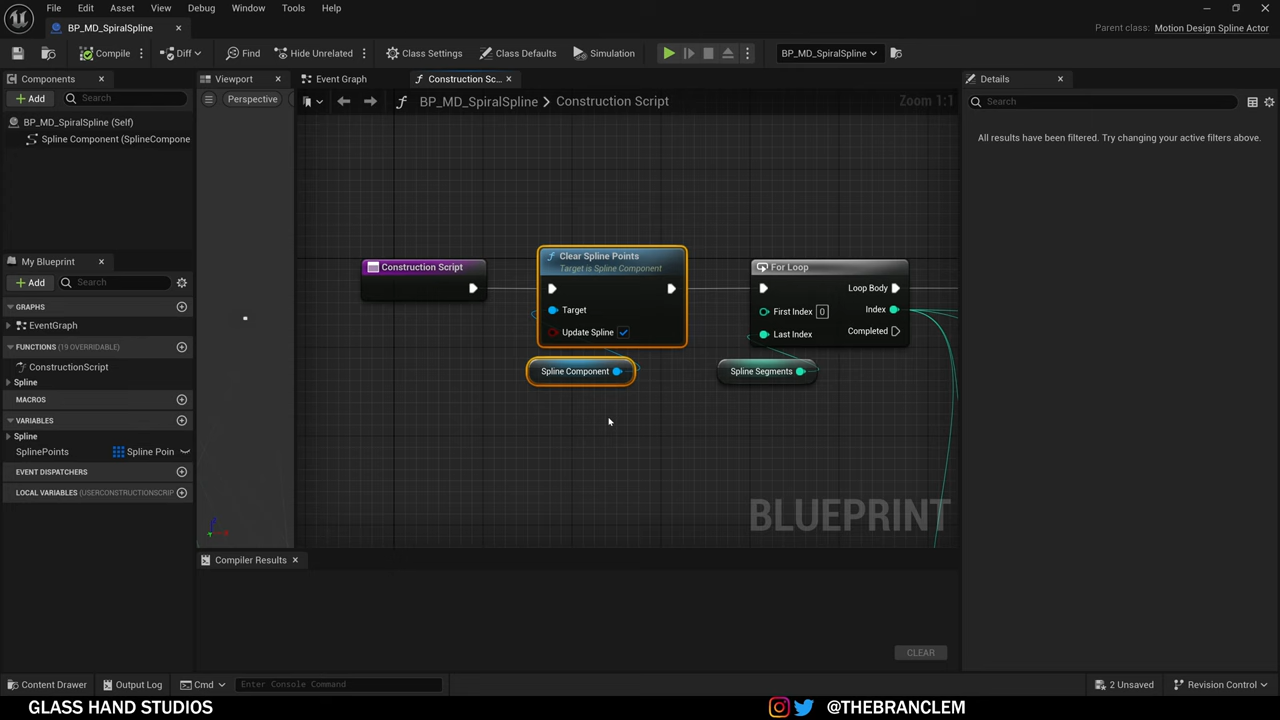 File Edit Asset View Debug Window Tools Help
BP_MD_SpiralSpline
Parent class: Motion Design Spline Actor
Compile Diff Find Hide Unrelated Class Settings Class Defaults Simulation BP_MD_SpiralSpline
Components
Add Search
BP_MD_SpiralSpline (Self)
Spline Component (SplineCompone
My Blueprint
Add Search
GRAPHS
EventGraph
FUNCTIONS (19 OVERRIDABLE)
ConstructionScript
Spline
MACROS
VARIABLES
Spline
SplinePoints Spline Poin
EVENT DISPATCHERS
LOCAL VARIABLES (USERCONSTRUCTIONSCRIP
Viewport
Perspective
Event Graph
Construction Sc...
BP_MD_SpiralSpline > Construction Script
Zoom 1:1
Construction Script
Clear Spline Points
Target is Spline Component
Target
Update Spline
Spline Component
For Loop
Loop Body
First Index 0
Index
Last Index
Completed
Spline Segments
BLUEPRINT
Compiler Results
CLEAR
Details
Search
All results have been filtered. Try changing your active filters above.
Content Drawer Output Log Cmd Enter Console Command 2 Unsaved Revision Control
GLASS HAND STUDIOS
@THEBRANCLEM